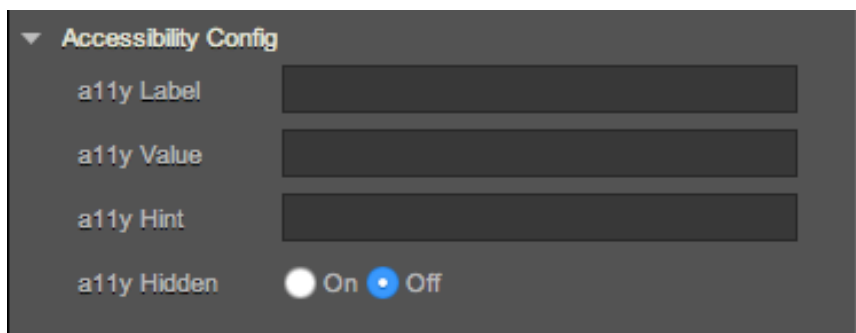 Accessibility Config
a11y Label
a11y Value
a11y Hint
a11y Hidden On Off